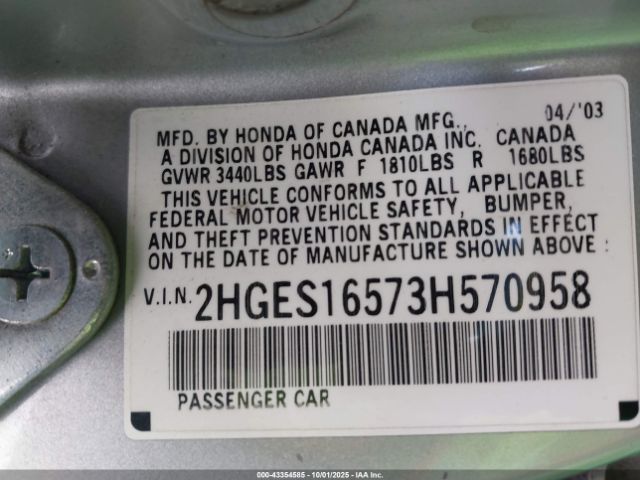 MFD. BY HONDA OF CANADA MFG., 04/'03
A DIVISION OF HONDA CANADA INC. CANADA
GVWR 3440LBS GAWR F 1810LBS R 1680LBS
THIS VEHICLE CONFORMS TO ALL APPLICABLE
FEDERAL MOTOR VEHICLE SAFETY, BUMPER,
AND THEFT PREVENTION STANDARDS IN EFFECT
ON THE DATE OF MANUFACTURE SHOWN ABOVE:
V.I.N. 2HGES16573H570958
PASSENGER CAR
000-43354585 - 10/01/2025 - IAA Inc.